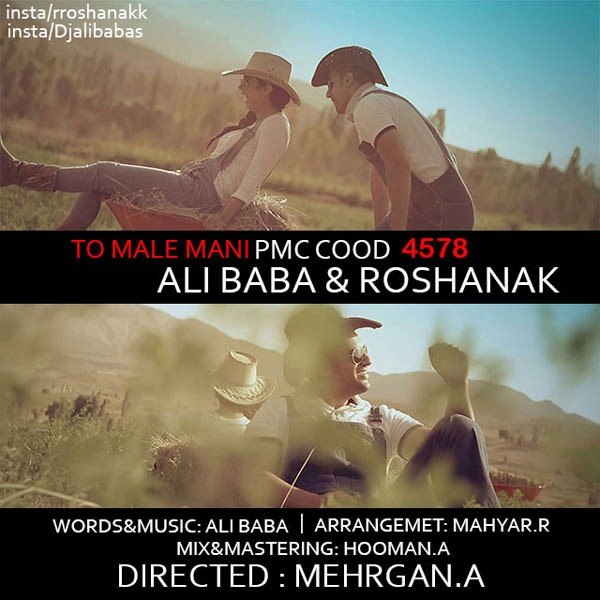 insta/rroshanakk
insta/Djalibabas
TO MALE MANI PMC COOD 4578
ALI BABA & ROSHANAK
WORDS&MUSIC: ALI BABA | ARRANGEMET: MAHYAR.R
MIX&MASTERING: HOOMAN.A
DIRECTED : MEHRGAN.A